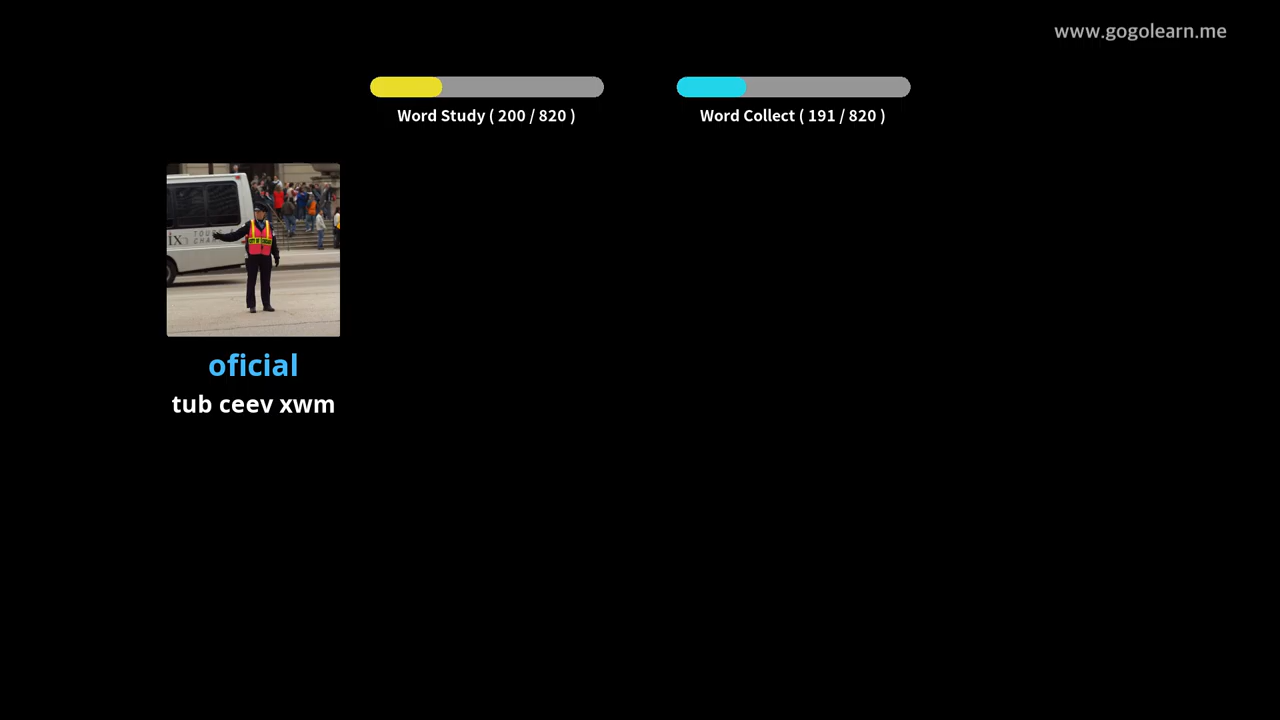 www.gogolearn.me
Word Study ( 200 / 820 )
Word Collect ( 191 / 820 )
oficial
tub ceev xwm